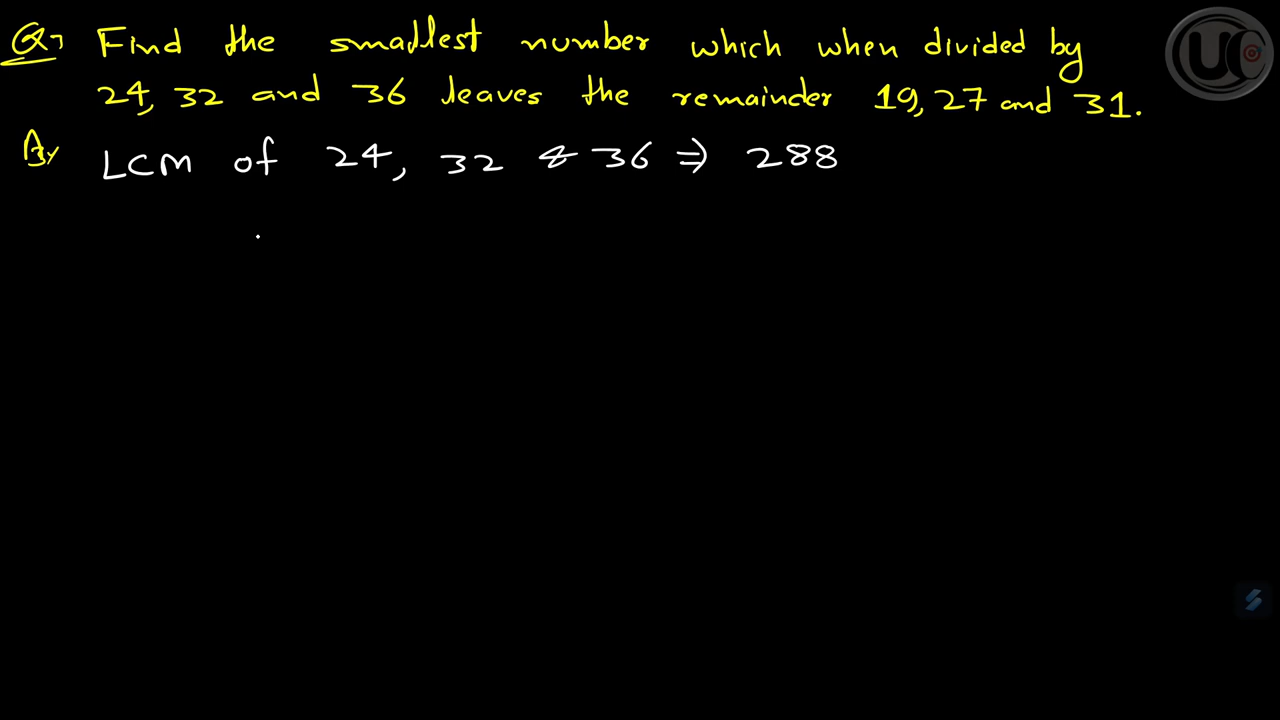 Q→ Find the smallest number which when divided by
24, 32 and 36 leaves the remainder 19, 27 and 31.
LCM of 24, 32 & 36 ⇒ 288
UC